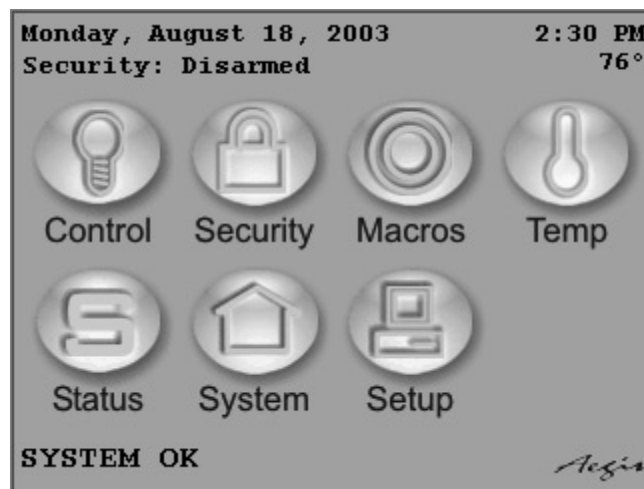 Monday, August 18, 2003 2:30 PM
Security: Disarmed 76°
Control Security Macros Temp
Status System Setup
SYSTEM OK